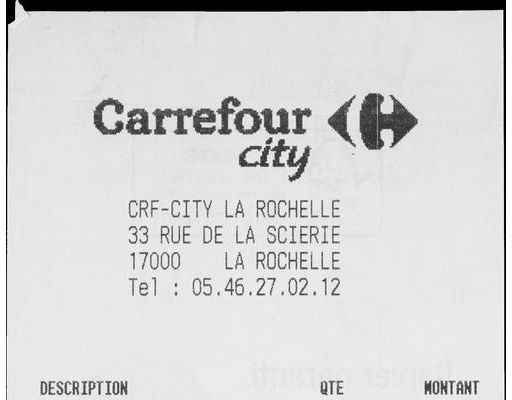 Carrefour
city
CRF-CITY LA ROCHELLE
33 RUE DE LA SCIERIE
17000 LA ROCHELLE
Tel : 05.46.27.02.12
DESCRIPTION QTE MONTANT